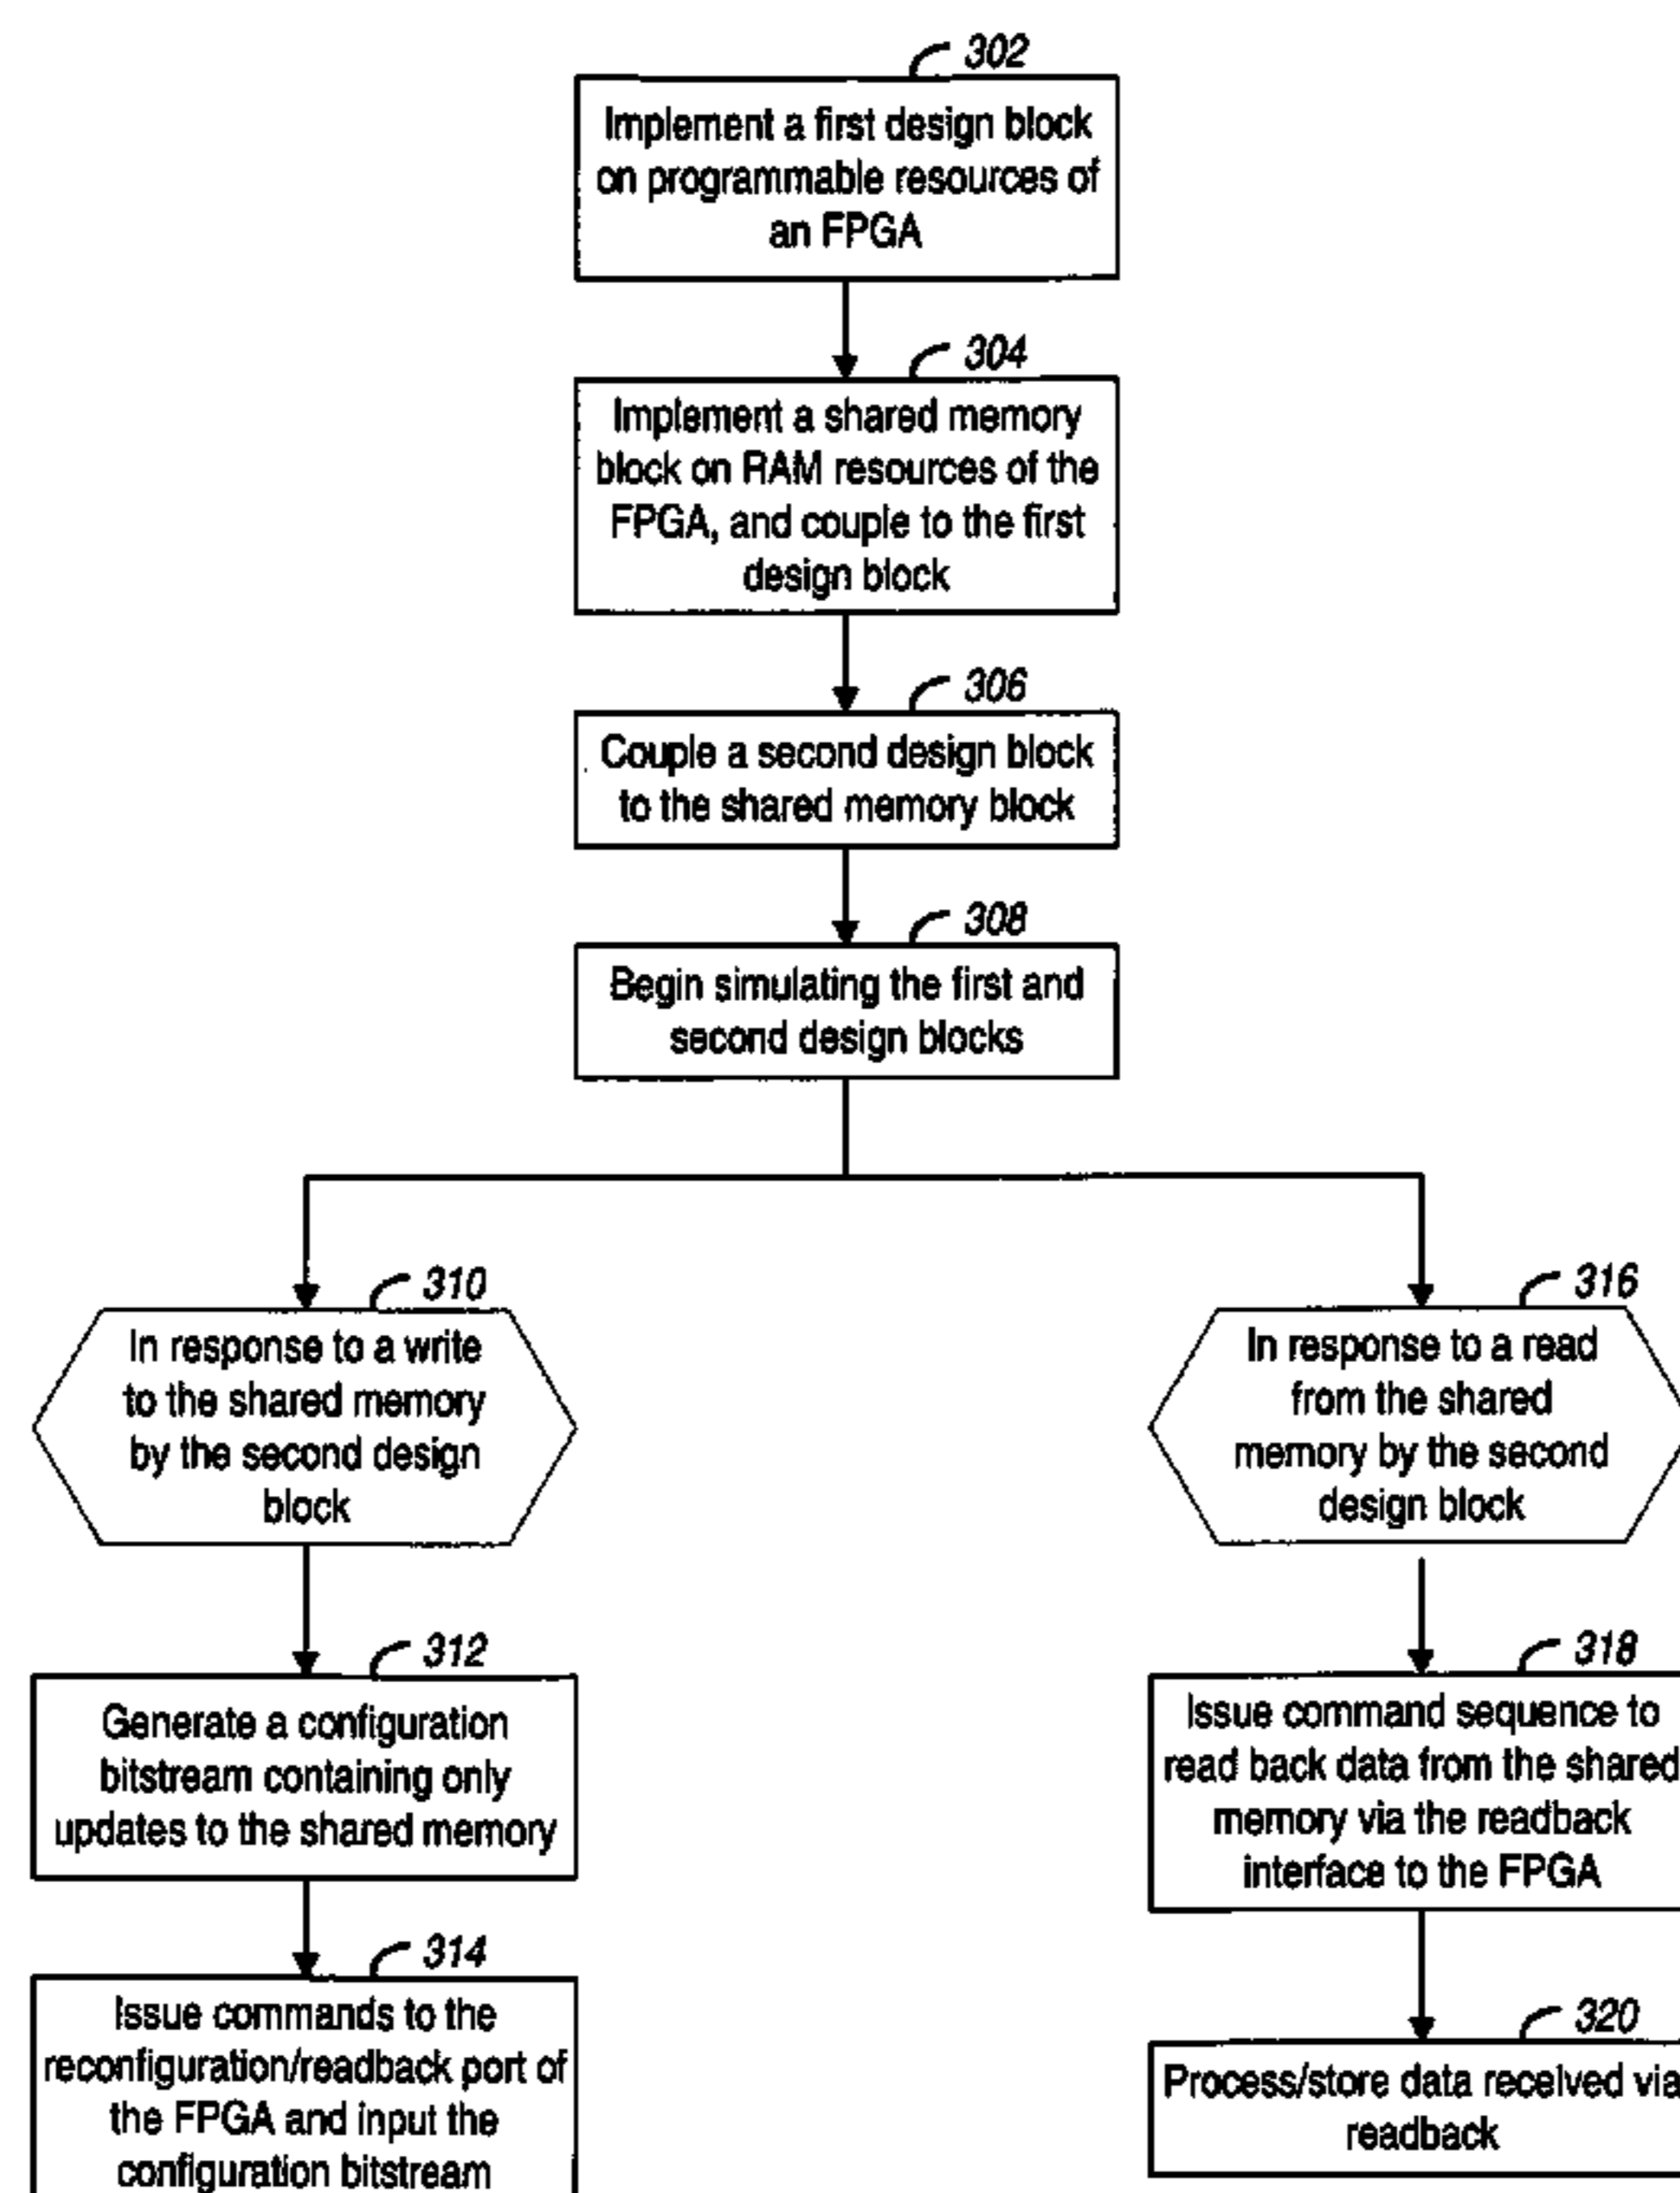 302
Implement a first design block
on programmable resources of
an FPGA
304
Implement a shared memory
block on RAM resources of the
FPGA, and couple to the first
design block
306
Couple a second design block
to the shared memory block
308
Begin simulating the first and
second design blocks
310
In response to a write
to the shared memory
by the second design
block
312
Generate a configuration
bitstream containing only
updates to the shared memory
314
Issue commands to the
reconfiguration/readback port of
the FPGA and input the
configuration bitstream
316
In response to a read
from the shared
memory by the second
design block
318
Issue command sequence to
read back data from the shared
memory via the readback
interface to the FPGA
320
Process/store data received via
readback